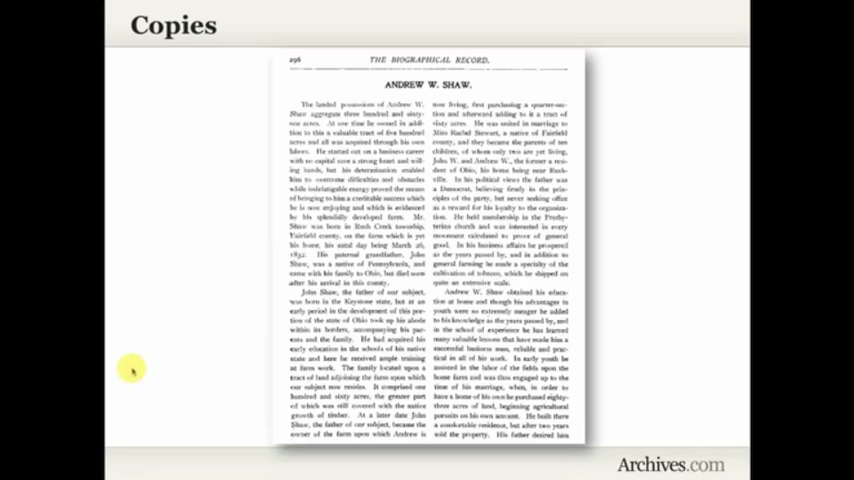 Copies
296 THE BIOGRAPHICAL RECORD.
ANDREW W. SHAW.
The landed possessions of Andrew W.
Shaw aggregate three hundred and sixty-
one acres. At one time he owned in addi-
tion to this a valuable tract of five hundred
acres and all was acquired through his own
labors. He started out on a business career
with no capital save a strong heart and will-
ing hands, but his determination enabled
him to overcome difficulties and obstacles
while indefatigable energy proved the means
of bringing to him a creditable success which
he is now enjoying and which is evidenced
by his splendidly developed farm. Mr.
Shaw was born in Rush Creek township,
Fairfield county, on the farm which is yet
his home, his natal day being March 26,
1832. His paternal grandfather, John
Shaw, was a native of Pennsylvania, and
came with his family to Ohio, but died soon
after his arrival in this county.
John Shaw, the father of our subject,
was born in the Keystone state, but at an
early period in the development of this por-
tion of the state of Ohio took up his abode
within its borders, accompanying his par-
ents and the family. He had acquired his
early education in the schools of his native
state and here he received ample training
at farm work. The family located upon a
tract of land adjoining the farm upon which
our subject now resides. It comprised one
hundred and sixty acres, the greater part
of which was still covered with the native
growth of timber. At a later date John
Shaw, the father of our subject, became the
owner of the farm upon which Andrew is
now living, first purchasing a quarter-sec-
tion and afterward adding to it a tract of
sixty acres. He was united in marriage to
Miss Rachel Stewart, a native of Fairfield
county, and they became the parents of ten
children, of whom only two are yet living,
John W. and Andrew W., the former a resi-
dent of Ohio, his home being near Rush-
ville. In his political views the father was
a Democrat, believing firmly in the prin-
ciples of the party, but never seeking office
as a reward for his loyalty to the organiza-
tion. He held membership in the Presby-
terian church and was interested in every
movement calculated to prove of general
good. In his business affairs he prospered
as the years passed by, and in addition to
general farming he made a specialty of the
cultivation of tobacco, which he shipped on
quite an extensive scale.
Andrew W. Shaw obtained his educa-
tion at home and though his advantages in
youth were so extremely meager he added
to his knowledge as the years passed by, and
in the school of experience he has learned
many valuable lessons that have made him a
successful business man, reliable and prac-
tical in all of his work. In early youth he
assisted in the labor of the fields upon the
home farm and was thus engaged up to the
time of his marriage, when, in order to
have a home of his own he purchased eighty-
three acres of land, beginning agricultural
pursuits on his own account. He built there
a comfortable residence, but after two years
sold the property. His father desired him
Archives.com